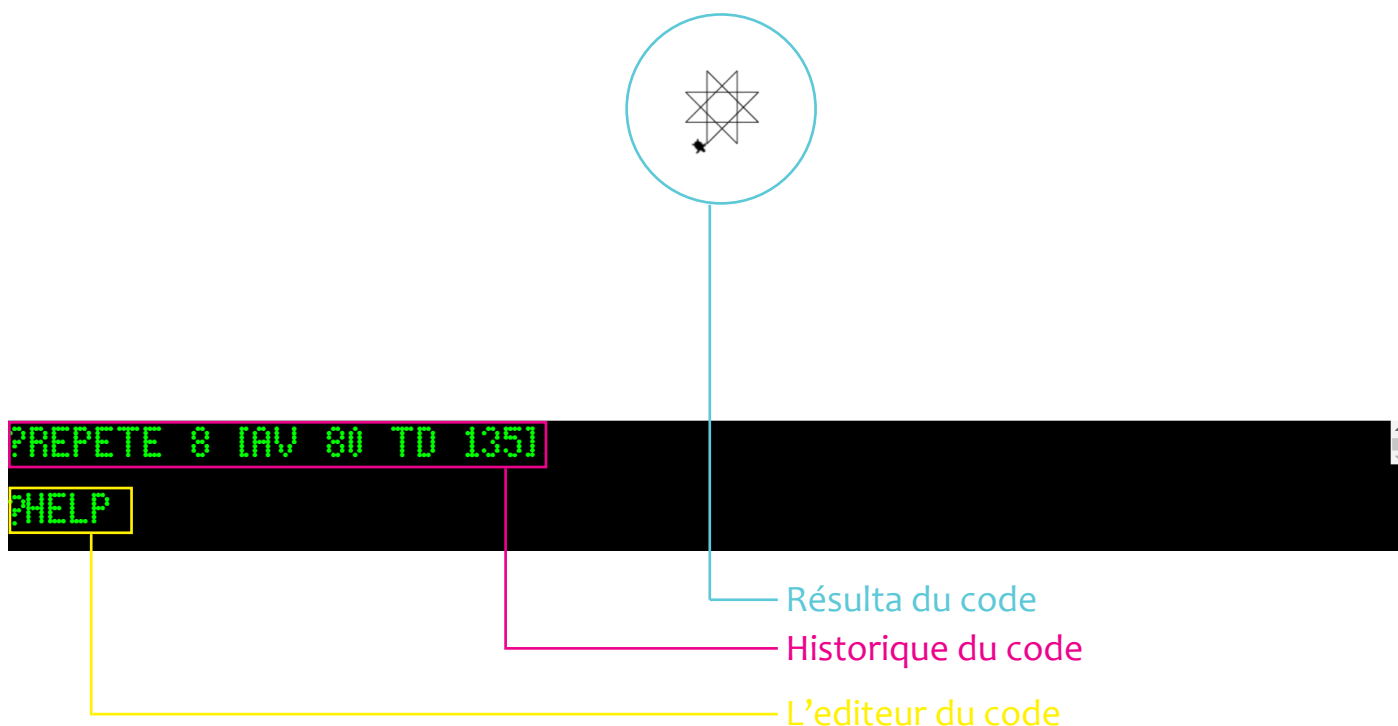 ?REPETE 8 [AV 80 TD 135]
?HELP
Résulta du code
Historique du code
L’editeur du code